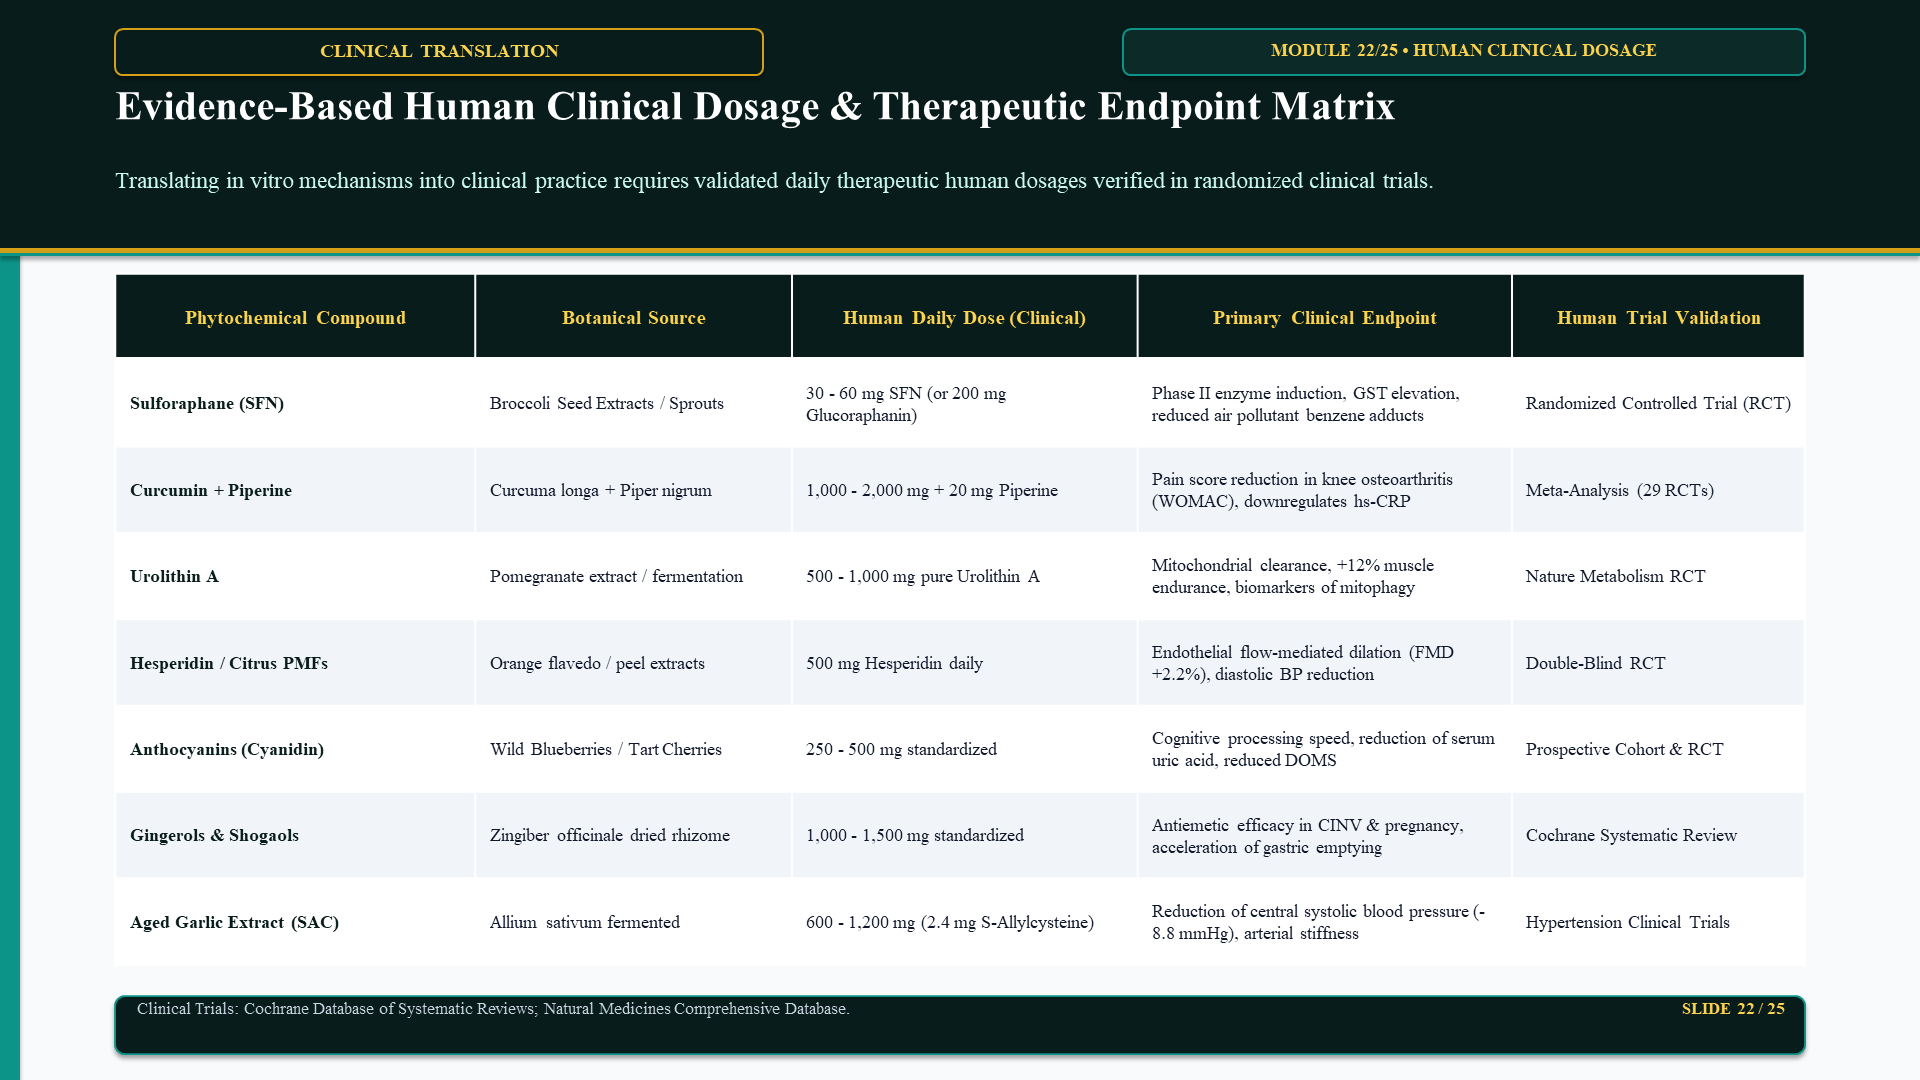 CLINICAL TRANSLATION
MODULE 22/25 • HUMAN CLINICAL DOSAGE
Evidence-Based Human Clinical Dosage & Therapeutic Endpoint Matrix
Translating in vitro mechanisms into clinical practice requires validated daily therapeutic human dosages verified in randomized clinical trials.
Phytochemical Compound
Botanical Source
Human Daily Dose (Clinical)
Primary Clinical Endpoint
Human Trial Validation
Sulforaphane (SFN)
Broccoli Seed Extracts / Sprouts
30 - 60 mg SFN (or 200 mg
Glucoraphanin)
Phase II enzyme induction, GST elevation,
reduced air pollutant benzene adducts
Randomized Controlled Trial (RCT)
Curcumin + Piperine
Curcuma longa + Piper nigrum
1,000 - 2,000 mg + 20 mg Piperine
Pain score reduction in knee osteoarthritis
(WOMAC), downregulates hs-CRP
Meta-Analysis (29 RCTs)
Urolithin A
Pomegranate extract / fermentation
500 - 1,000 mg pure Urolithin A
Mitochondrial clearance, +12% muscle
endurance, biomarkers of mitophagy
Nature Metabolism RCT
Hesperidin / Citrus PMFs
Orange flavedo / peel extracts
500 mg Hesperidin daily
Endothelial flow-mediated dilation (FMD
+2.2%), diastolic BP reduction
Double-Blind RCT
Anthocyanins (Cyanidin)
Wild Blueberries / Tart Cherries
250 - 500 mg standardized
Cognitive processing speed, reduction of serum
uric acid, reduced DOMS
Prospective Cohort & RCT
Gingerols & Shogaols
Zingiber officinale dried rhizome
1,000 - 1,500 mg standardized
Antiemetic efficacy in CINV & pregnancy,
acceleration of gastric emptying
Cochrane Systematic Review
Aged Garlic Extract (SAC)
Allium sativum fermented
600 - 1,200 mg (2.4 mg S-Allylcysteine)
Reduction of central systolic blood pressure (-
8.8 mmHg), arterial stiffness
Hypertension Clinical Trials
Clinical Trials: Cochrane Database of Systematic Reviews; Natural Medicines Comprehensive Database.
SLIDE 22 / 25